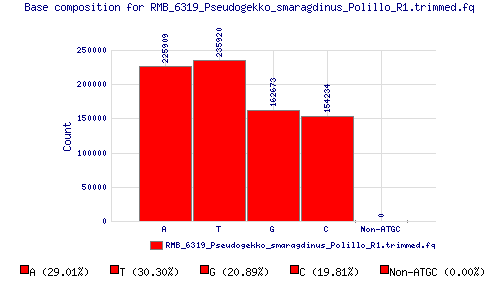 Base composition for RMB_6319_Pseudogekko_smaragdinus_Polillo_R1.trimmed.fq
225909
235920
162673
154234
0
250000
200000
150000
100000
50000
0
Count
A T G C Non-ATGC
RMB_6319_Pseudogekko_smaragdinus_Polillo_R1.trimmed.fq
A (29.01%) T (30.30%) G (20.89%) C (19.81%) Non-ATGC (0.00%)